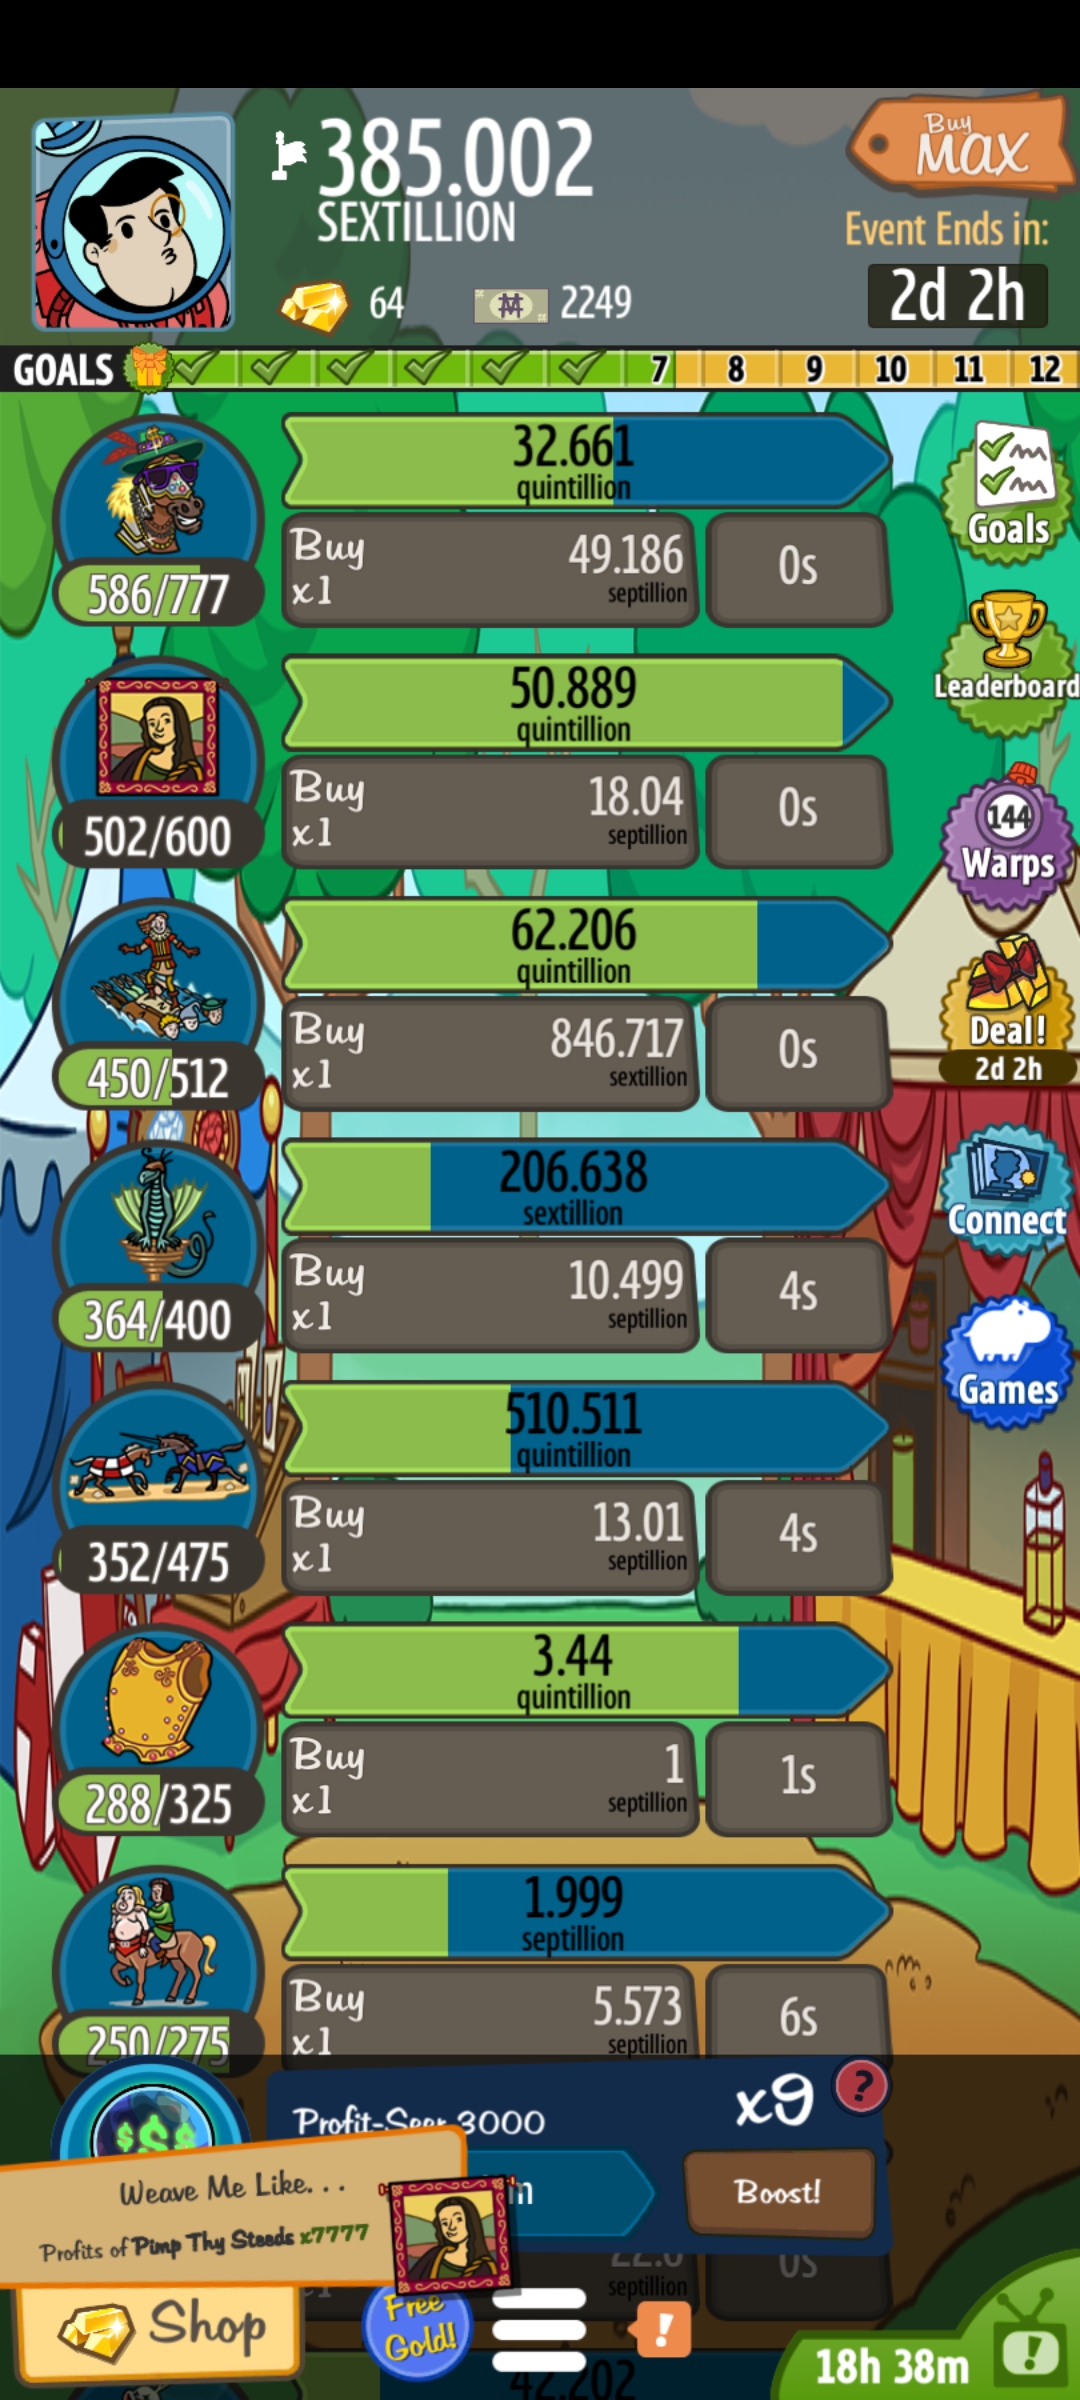 385.002
SEXTILLION
64
2249
Buy
MAX
Event Ends in:
2d 2h
GOALS
7
8
9
10
11
12
32.661
quintillion
586/777
Buy
x1
49.186
septillion
0s
Goals
Leaderboard
50.889
quintillion
502/600
Buy
x1
18.04
septillion
0s
144
Warps
62.206
quintillion
450/512
Buy
x1
846.717
sextillion
0s
Deal!
2d 2h
206.638
sextillion
364/400
Buy
x1
10.499
septillion
4s
Connect
510.511
quintillion
352/475
Buy
x1
13.01
septillion
4s
Games
3.44
quintillion
288/325
Buy
x1
1
septillion
1s
1.999
septillion
250/275
Buy
x1
5.573
septillion
6s
Profit-Seer 3000
x9
?
m
Boost!
Weave Me Like. . .
Profits of Pimp Thy Steeds x7777
septillion
0s
Shop
Free
Gold!
!
18h 38m
!
42.202